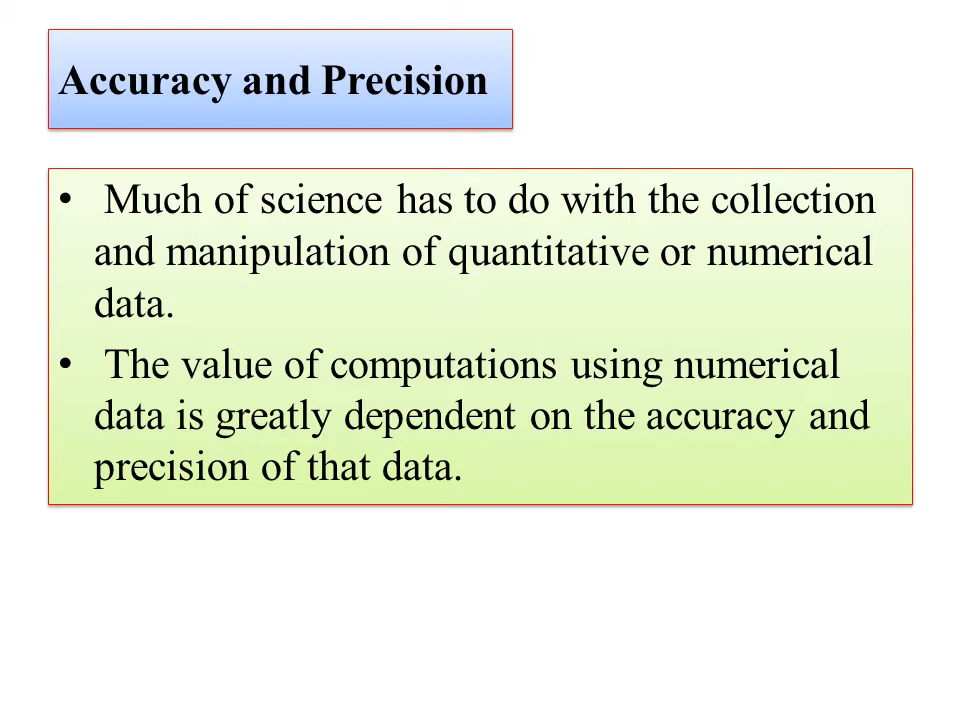 Accuracy and Precision
• Much of science has to do with the collection
and manipulation of quantitative or numerical
data.
• The value of computations using numerical
data is greatly dependent on the accuracy and
precision of that data.